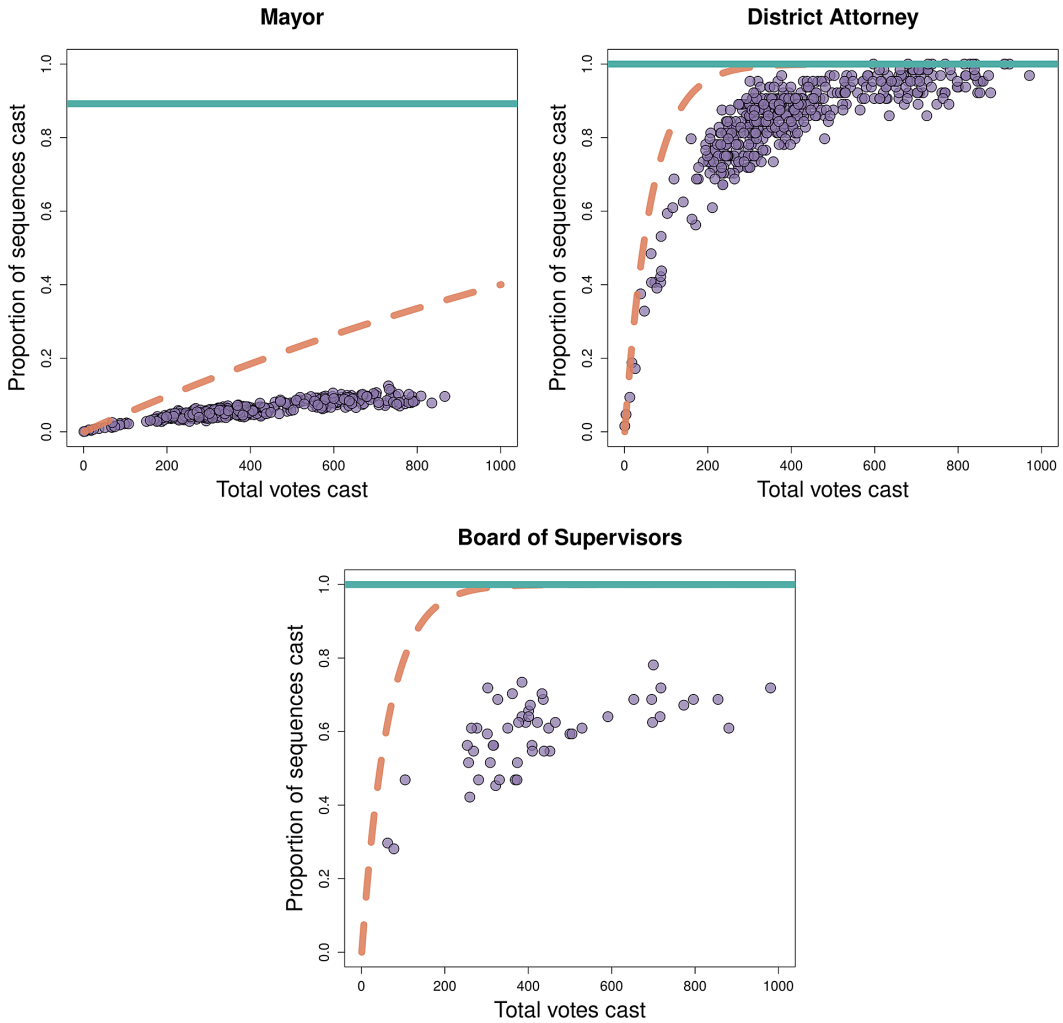 Mayor
Proportion of sequences cast
0.0 0.2 0.4 0.6 0.8 1.0
0 200 400 600 800 1000
Total votes cast
District Attorney
Proportion of sequences cast
0.0 0.2 0.4 0.6 0.8 1.0
0 200 400 600 800 1000
Total votes cast
Board of Supervisors
Proportion of sequences cast
0.0 0.2 0.4 0.6 0.8 1.0
0 200 400 600 800 1000
Total votes cast